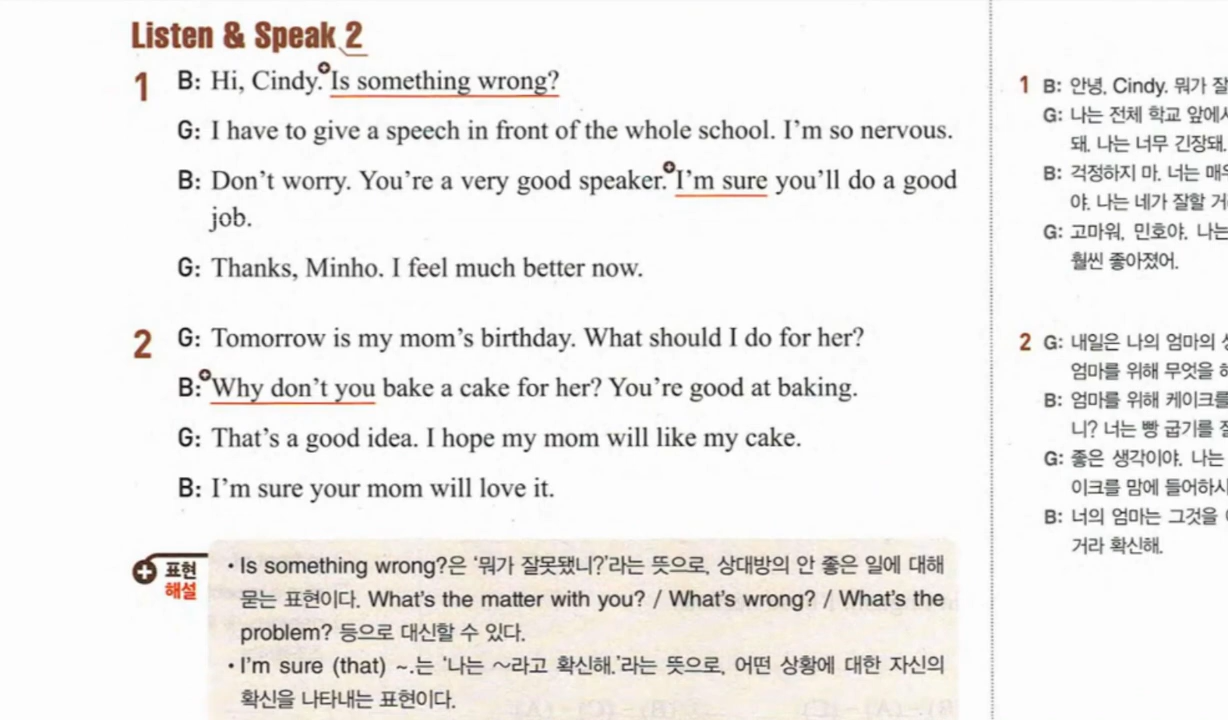 Listen & Speak 2
1 B: Hi, Cindy. Is something wrong?
G: I have to give a speech in front of the whole school. I'm so nervous.
B: Don't worry. You're a very good speaker. I'm sure you'll do a good
job.
G: Thanks, Minho. I feel much better now.
2 G: Tomorrow is my mom's birthday. What should I do for her?
B: Why don't you bake a cake for her? You're good at baking.
G: That's a good idea. I hope my mom will like my cake.
B: I'm sure your mom will love it.
표현
해설
• Is something wrong?은 '뭐가 잘못됐니?'라는 뜻으로, 상대방의 안 좋은 일에 대해
묻는 표현이다. What's the matter with you? / What's wrong? / What's the
problem? 등으로 대신할 수 있다.
• I'm sure (that) ~.는 '나는 ~라고 확신해.'라는 뜻으로, 어떤 상황에 대한 자신의
확신을 나타내는 표현이다.
1 B: 안녕, Cindy. 뭐가 잘
G: 나는 전체 학교 앞에서
돼. 나는 너무 긴장돼.
B: 걱정하지 마. 너는 매우
야. 나는 네가 잘할
G: 고마워, 민호야. 나는
훨씬 좋아졌어.
2 G: 내일은 나의 엄마의
엄마를 위해 무엇을
B: 엄마를 위해 케이크를
니? 너는 빵 굽기를
G: 좋은 생각이야. 나는
이크를 맘에 들어하시
B: 너의 엄마는 그것을
거라 확신해.